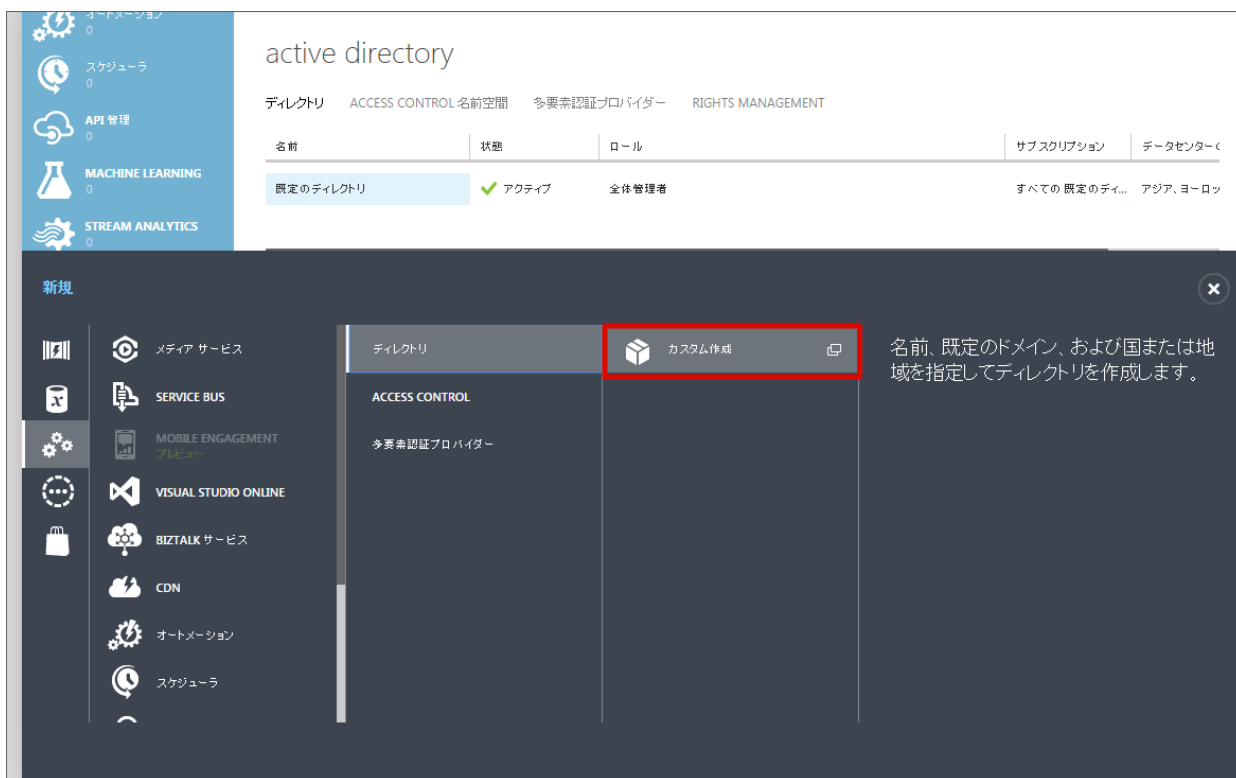 オートメーション
0
スケジューラ
0
API 管理
0
MACHINE LEARNING
0
STREAM ANALYTICS
0
active directory
ディレクトリ ACCESS CONTROL 名前空間 多要素認証プロバイダー RIGHTS MANAGEMENT
名前 状態 ロール サブスクリプション データセンター (
既定のディレクトリ アクティブ 全体管理者 すべての 既定のディ... アジア、ヨーロッ
新規
メディア サービス
SERVICE BUS
MOBILE ENGAGEMENT
プレビュー
VISUAL STUDIO ONLINE
BIZTALK サービス
CDN
オートメーション
スケジューラ
ディレクトリ
ACCESS CONTROL
多要素認証プロバイダー
カスタム作成
名前、既定のドメイン、および国または地
域を指定してディレクトリを作成します。